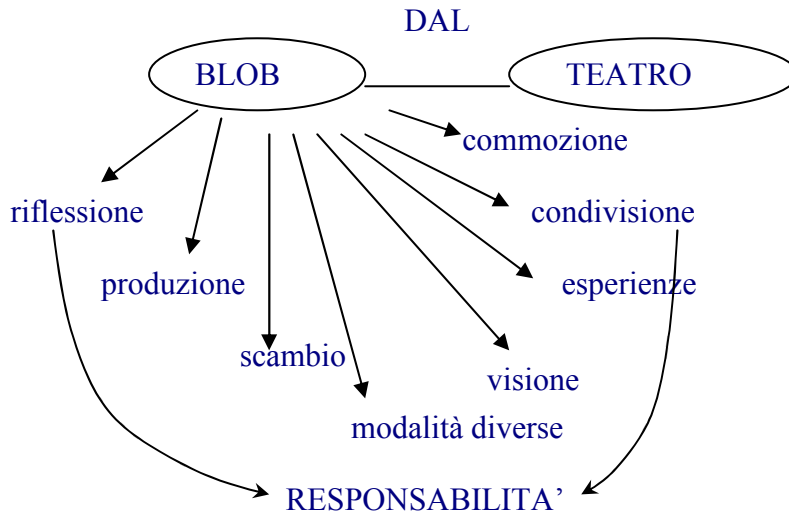 DAL
BLOB
TEATRO
commozione
riflessione
condivisione
produzione
esperienze
scambio
visione
modalità diverse
RESPONSABILITA’